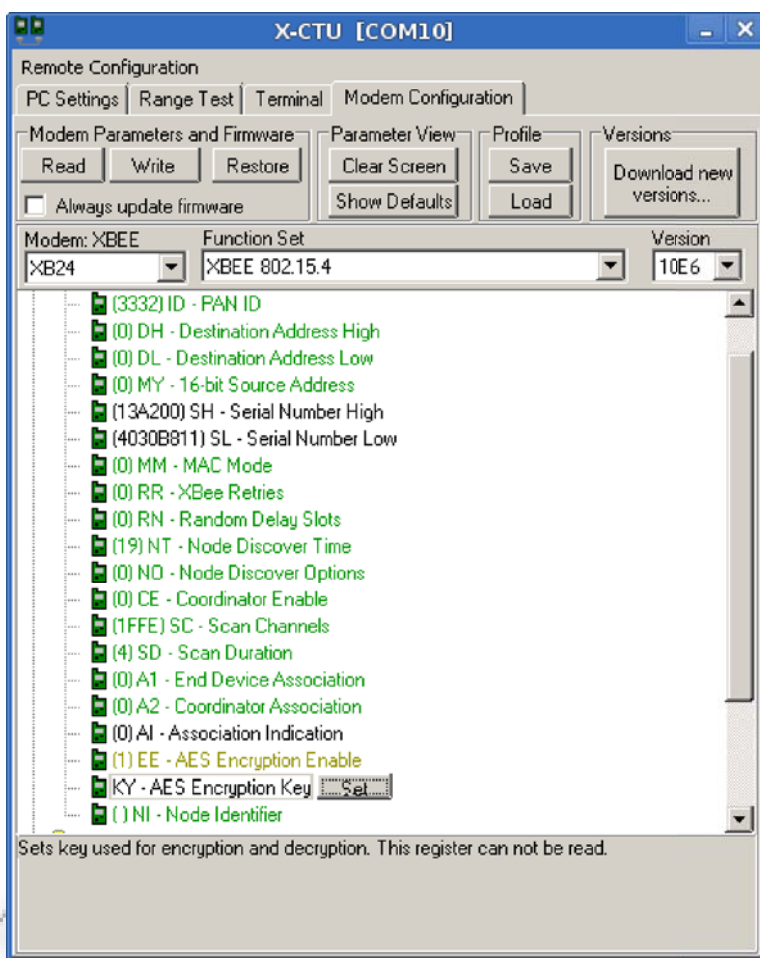 X-CTU [COM10]
Remote Configuration
PC Settings Range Test Terminal Modem Configuration
Modem Parameters and Firmware Parameter View Profile Versions
Read Write Restore Clear Screen Save Download new versions...
Always update firmware Show Defaults Load
Modem: XBEE Function Set Version
XB24 XBEE 802.15.4 10E6
(3332) ID - PAN ID
(0) DH - Destination Address High
(0) DL - Destination Address Low
(0) MY - 16-bit Source Address
(13A200) SH - Serial Number High
(4030B811) SL - Serial Number Low
(0) MM - MAC Mode
(0) RR - XBee Retries
(0) RN - Random Delay Slots
(19) NT - Node Discover Time
(0) NO - Node Discover Options
(0) CE - Coordinator Enable
(1FFE) SC - Scan Channels
(4) SD - Scan Duration
(0) A1 - End Device Association
(0) A2 - Coordinator Association
(0) AI - Association Indication
(1) EE - AES Encryption Enable
KY - AES Encryption Key Set
( ) NI - Node Identifier
Sets key used for encryption and decryption. This register can not be read.